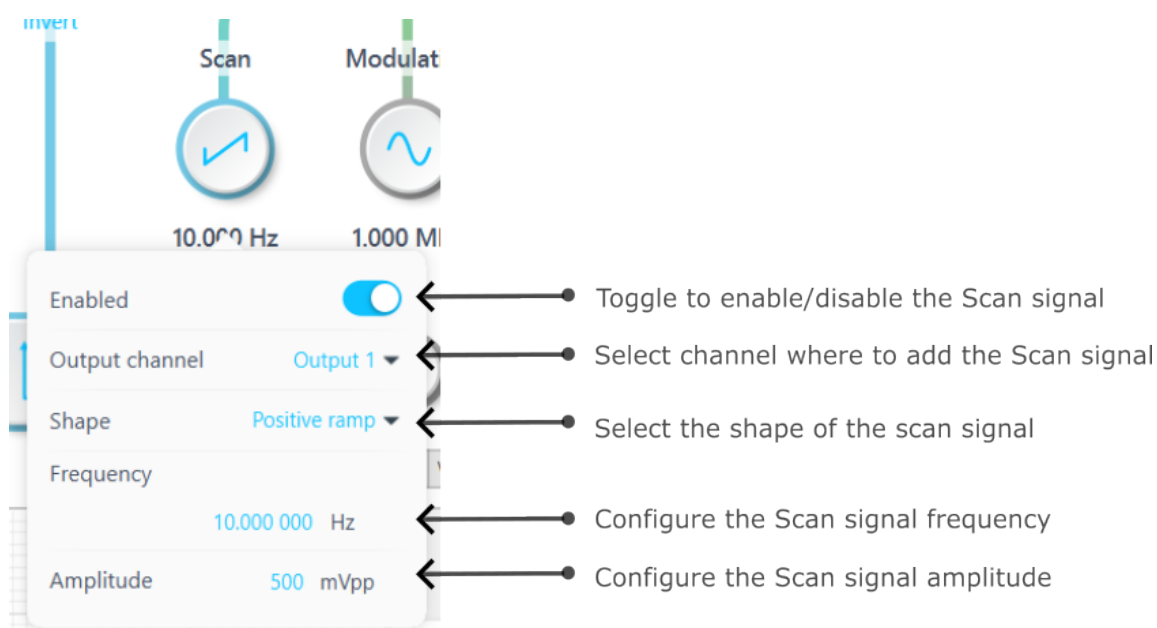 Invert
Scan
Modulat
10.000 Hz
1.000 M
Enabled
Toggle to enable/disable the Scan signal
Output channel
Output 1
Select channel where to add the Scan signal
Shape
Positive ramp
Select the shape of the scan signal
Frequency
10.000 000 Hz
Configure the Scan signal frequency
Amplitude
500 mVpp
Configure the Scan signal amplitude